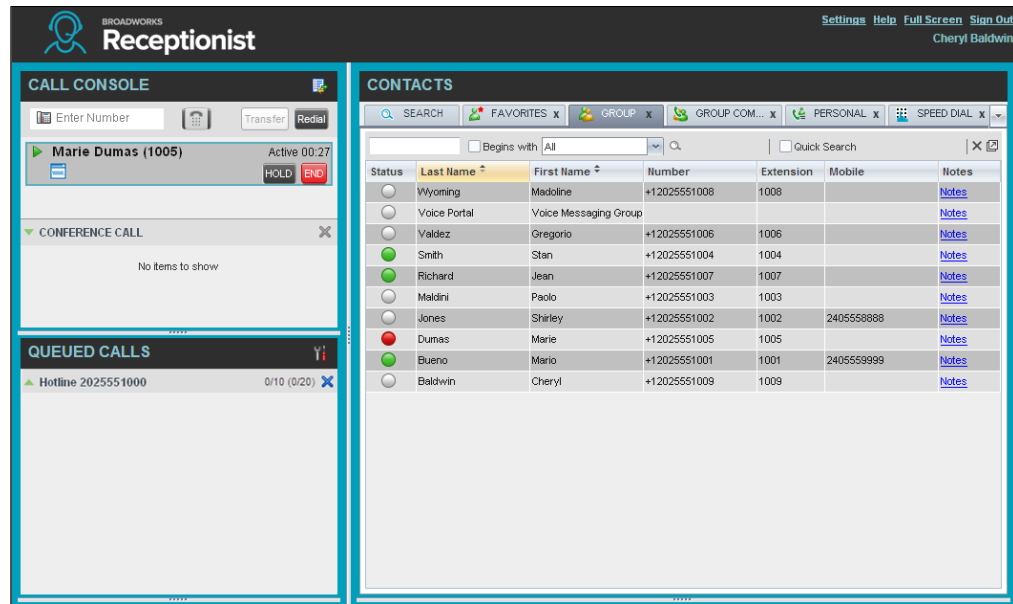 BROADWORKS
Receptionist
Settings Help Full Screen Sign Out
Cheryl Baldwin
CALL CONSOLE
Enter Number Transfer Redial
Marie Dumas (1005) Active 00:27
HOLD END
CONFERENCE CALL
No items to show
QUEUED CALLS
Hotline 2025551000 0/10 (0/20)
CONTACTS
SEARCH FAVORITES X GROUP X GROUP COM... X PERSONAL X SPEED DIAL X
Begins with All Quick Search
Status Last Name First Name Number Extension Mobile Notes
Wyoming Madoline +12025551008 1008 Notes
Voice Portal Voice Messaging Group Notes
Valdez Gregorio +12025551006 1006 Notes
Smith Stan +12025551004 1004 Notes
Richard Jean +12025551007 1007 Notes
Maldini Paolo +12025551003 1003 Notes
Jones Shirley +12025551002 1002 2405558888 Notes
Dumas Marie +12025551005 1005 Notes
Bueno Mario +12025551001 1001 2405559999 Notes
Baldwin Cheryl +12025551009 1009 Notes